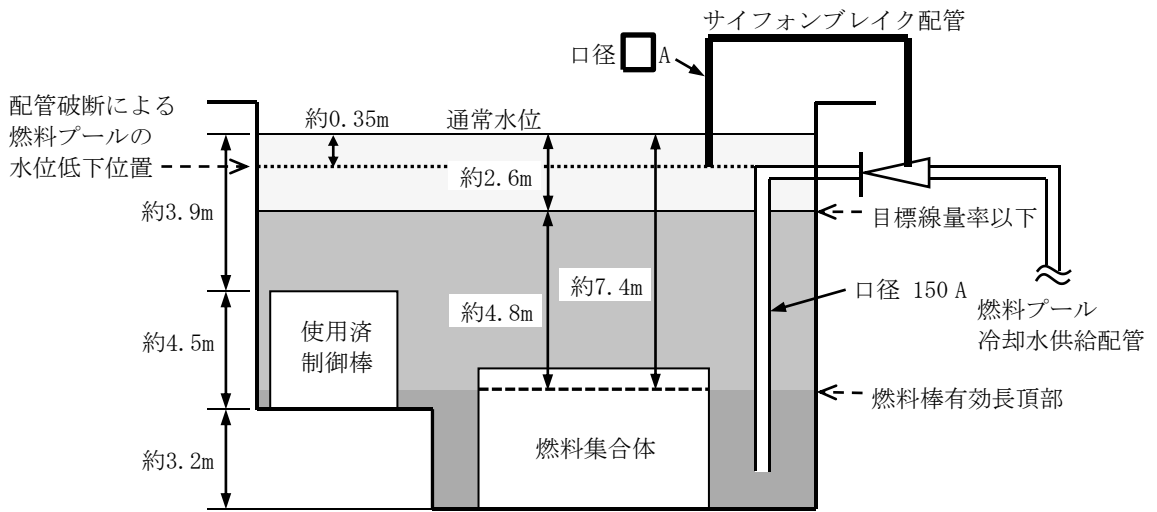 サイフォンブレイク配管
口径 A
配管破断による
燃料プールの
水位低下位置
約0.35m
通常水位
約2.6m
約3.9m
目標線量率以下
約7.4m
約4.8m
口径 150 A
燃料プール
冷却水供給配管
使用済
制御棒
約4.5m
燃料棒有効長頂部
燃料集合体
約3.2m